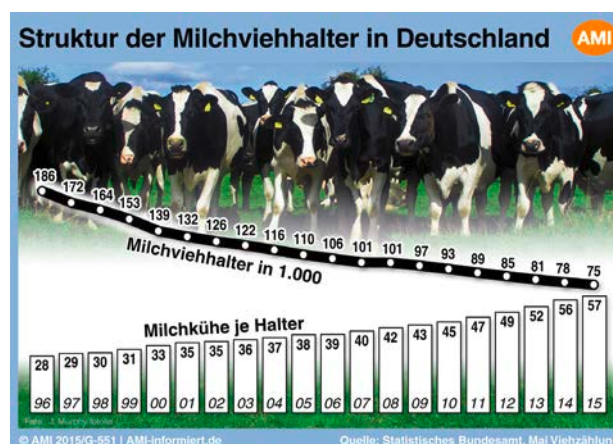 Struktur der Milchviehhalter in Deutschland
AMI
186 172 164 153 139 132 126 122 116 110 106 101 101 97 93 89 85 81 78 75
Milchviehhalter in 1.000
Milchkühe je Halter
28 29 30 31 33 35 35 36 37 38 39 40 42 43 45 47 49 52 56 57
96 97 98 99 00 01 02 03 04 05 06 07 08 09 10 11 12 13 14 15
Foto: J. Murphy/fotolia
© AMI 2015/G-551 | AMI-informiert.de
Quelle: Statistisches Bundesamt, Mai Viehzählung